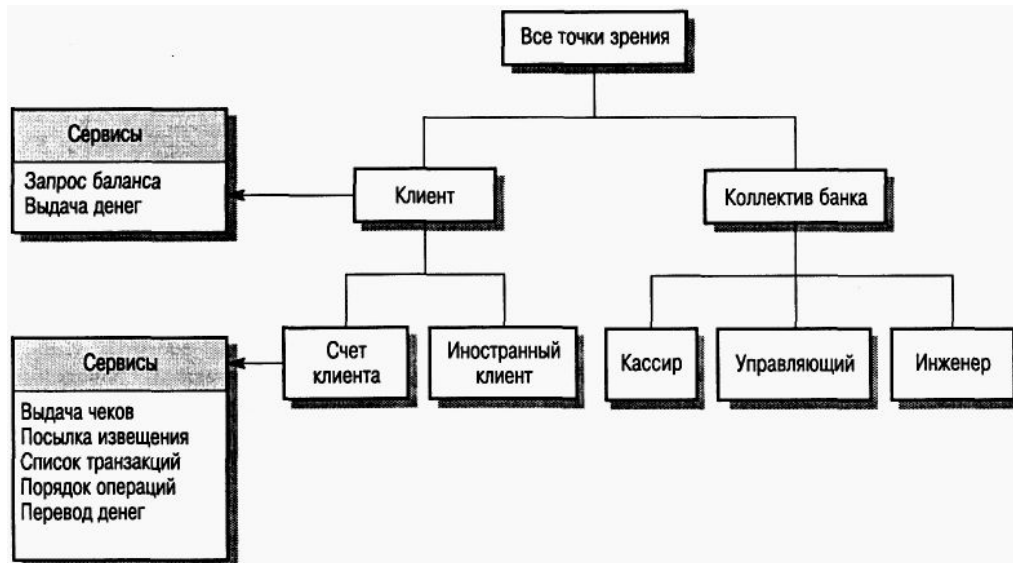 Все точки зрения
Сервисы
Запрос баланса
Выдача денег
Клиент
Коллектив банка
Сервисы
Выдача чеков
Посылка извещения
Список транзакций
Порядок операций
Перевод денег
Счет
клиента
Иностранный
клиент
Кассир
Управляющий
Инженер